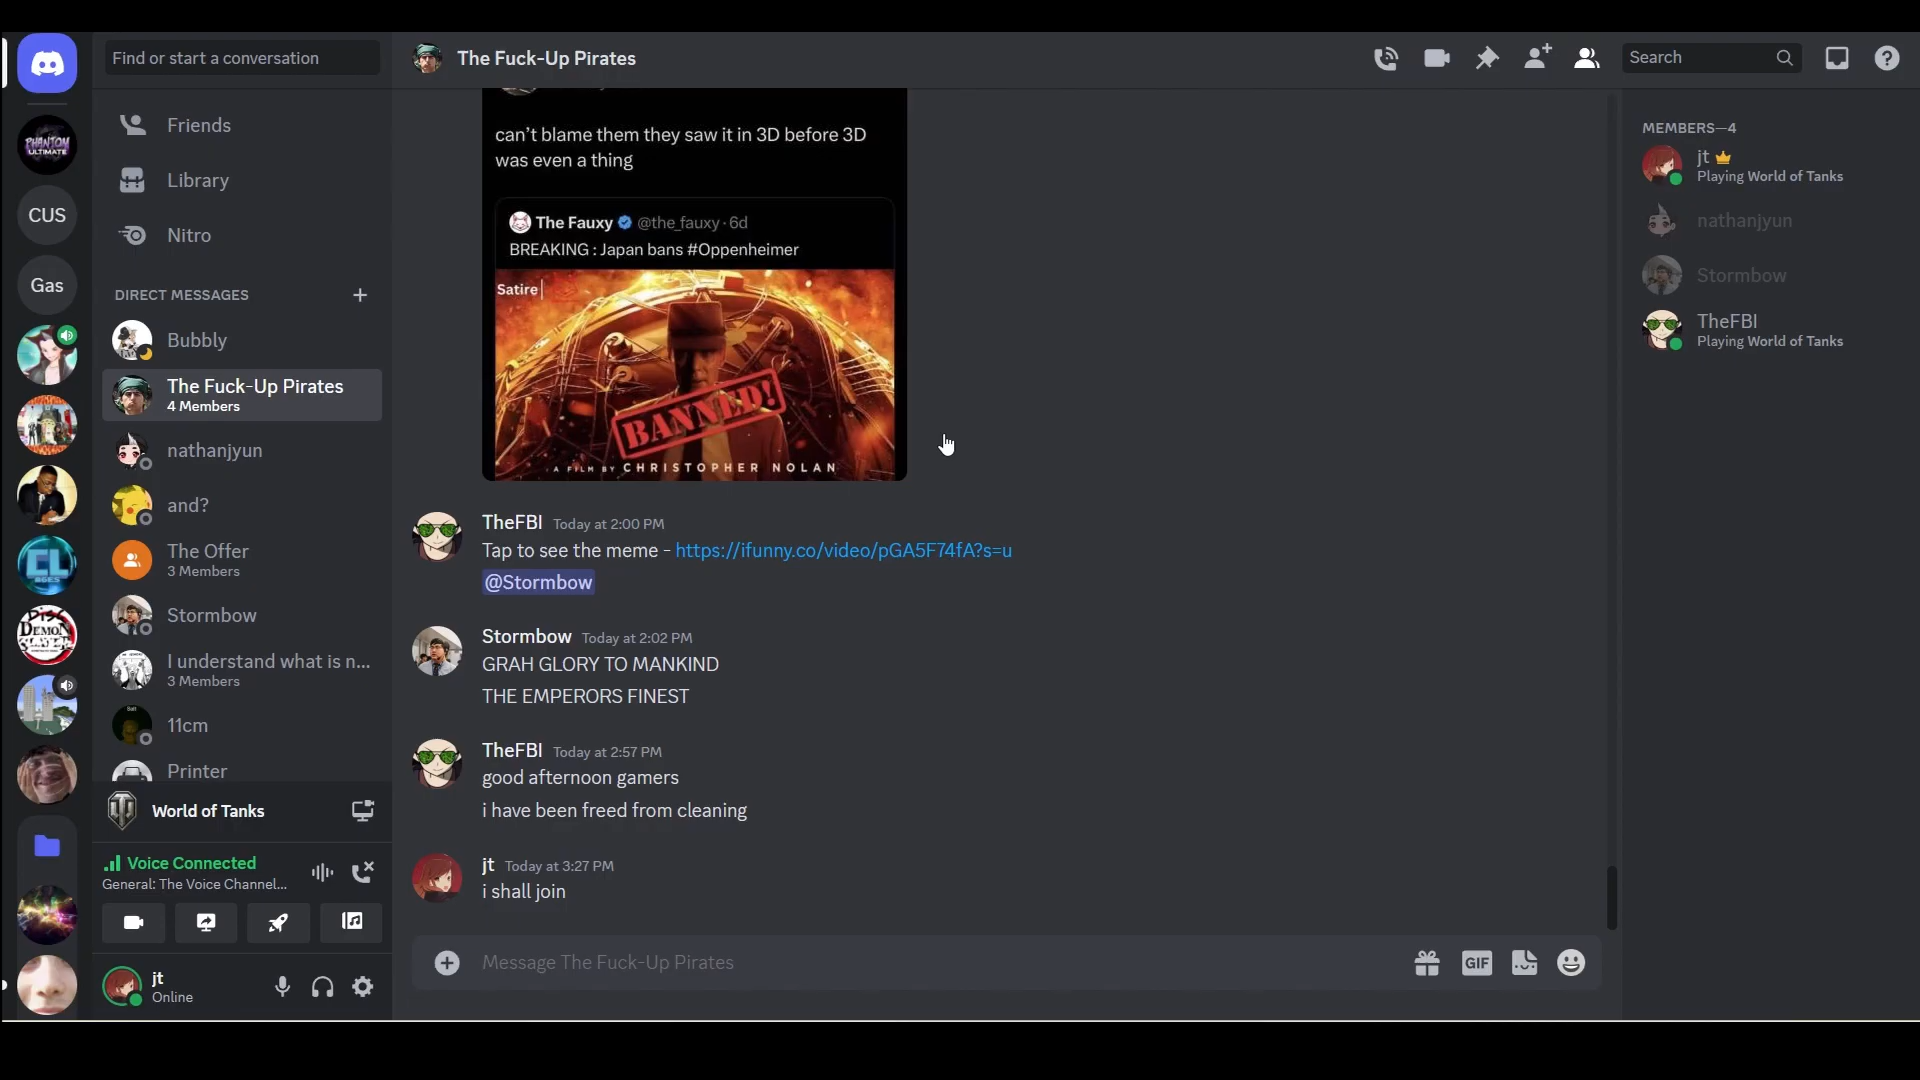 Find or start a conversation
The Fuck-Up Pirates
Search
PHANTOM
ULTIMATE
CUS
Gas
Friends
Library
Nitro
DIRECT MESSAGES
Bubbly
The Fuck-Up Pirates
4 Members
nathanjyun
and?
The Offer
3 Members
Stormbow
I understand what is n...
3 Members
11cm
Printer
World of Tanks
Voice Connected
General: The Voice Channel...
jt
Online
can't blame them they saw it in 3D before 3D
was even a thing
The Fauxy @the_fauxy · 6d
BREAKING : Japan bans #Oppenheimer
Satire
BANNED!
A FILM BY CHRISTOPHER NOLAN
TheFBI Today at 2:00 PM
Tap to see the meme - https://ifunny.co/video/pGA5F74fA?s=u
@Stormbow
Stormbow Today at 2:02 PM
GRAH GLORY TO MANKIND
THE EMPERORS FINEST
TheFBI Today at 2:57 PM
good afternoon gamers
i have been freed from cleaning
jt Today at 3:27 PM
i shall join
Message The Fuck-Up Pirates
GIF
MEMBERS—4
jt
Playing World of Tanks
nathanjyun
Stormbow
TheFBI
Playing World of Tanks